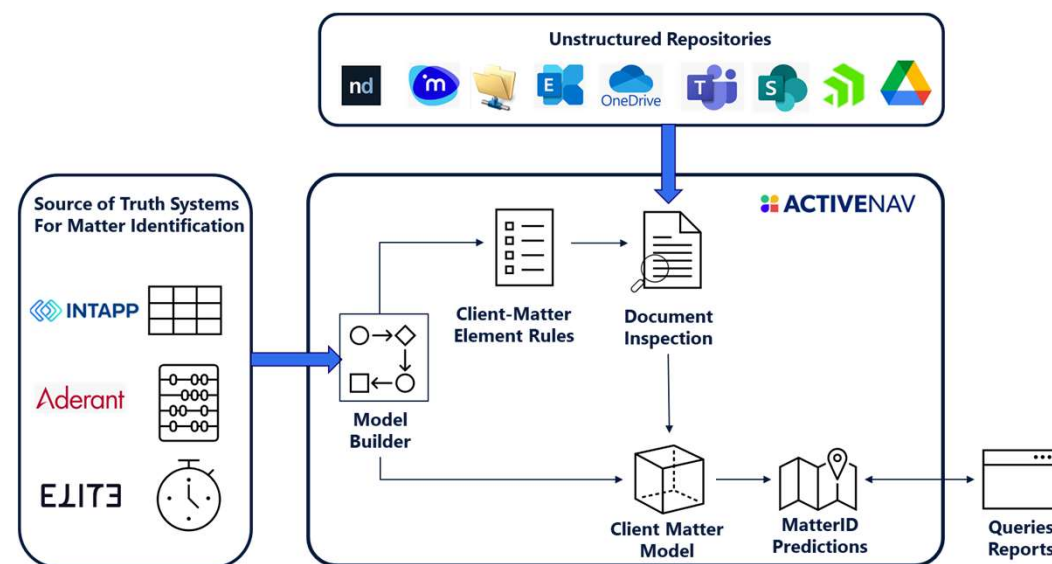 Unstructured Repositories
nd
m
E
OneDrive
T
S
Source of Truth Systems
For Matter Identification
INTAPP
Aderant
ELITE
ACTIVENAV
Client-Matter
Element Rules
Document
Inspection
Model
Builder
Client Matter
Model
MatterID
Predictions
Queries
Reports